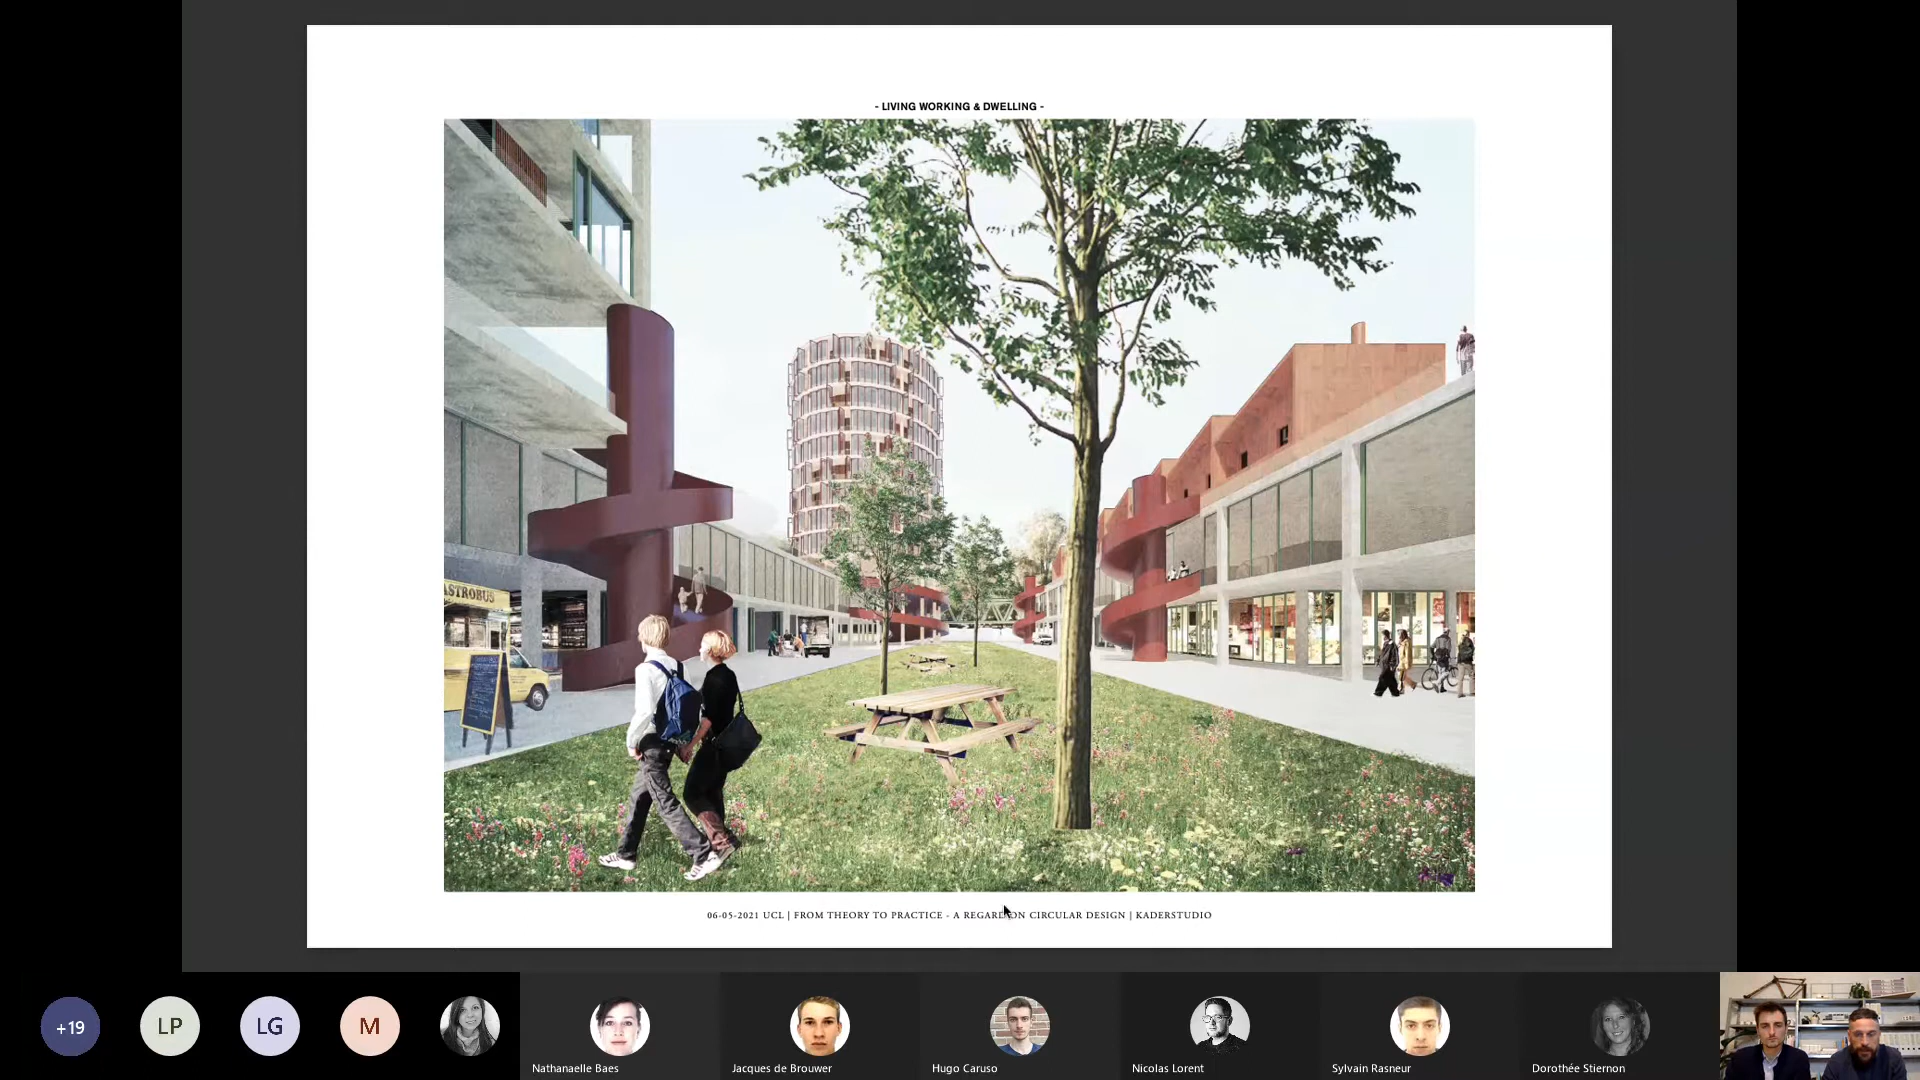 - LIVING WORKING & DWELLING -
ASTROBUS
06-05-2021 UCL | FROM THEORY TO PRACTICE - A REGARD ON CIRCULAR DESIGN | KADERSTUDIO
+19
LP
LG
M
Nathanaelle Baes
Jacques de Brouwer
Hugo Caruso
Nicolas Lorent
Sylvain Rasneur
Dorothée Stiernon